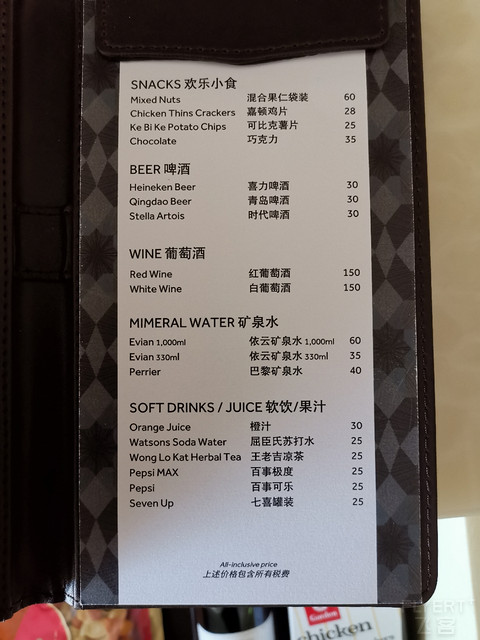 SNACKS 欢乐小食
Mixed Nuts 混合果仁袋装 60
Chicken Thins Crackers 嘉顿鸡片 28
Ke Bi Ke Potato Chips 可比克薯片 25
Chocolate 巧克力 35
BEER 啤酒
Heineken Beer 喜力啤酒 30
Qingdao Beer 青岛啤酒 30
Stella Artois 时代啤酒 30
WINE 葡萄酒
Red Wine 红葡萄酒 150
White Wine 白葡萄酒 150
MIMERAL WATER 矿泉水
Evian 1,000ml 依云矿泉水 1,000ml 60
Evian 330ml 依云矿泉水 330ml 35
Perrier 巴黎矿泉水 40
SOFT DRINKS / JUICE 软饮/果汁
Orange Juice 橙汁 30
Watsons Soda Water 屈臣氏苏打水 25
Wong Lo Kat Herbal Tea 王老吉凉茶 25
Pepsi MAX 百事极度 25
Pepsi 百事可乐 25
Seven Up 七喜罐装 25
All-inclusive price
上述价格包含所有税费
Garden
chicken